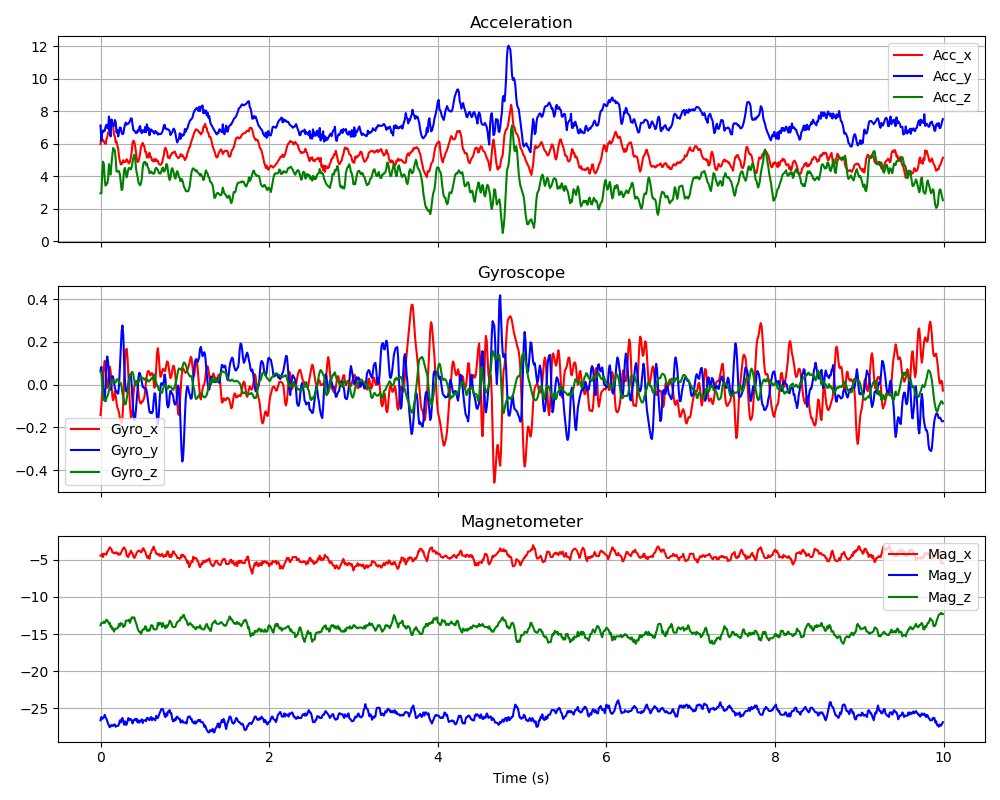 Acceleration
12
10
8
6
4
2
0
Acc_x
Acc_y
Acc_z
Gyroscope
0.4
0.2
0.0
−0.2
−0.4
Gyro_x
Gyro_y
Gyro_z
Magnetometer
−5
−10
−15
−20
−25
Mag_x
Mag_y
Mag_z
0 2 4 6 8 10
Time (s)